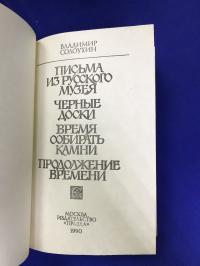 ВЛАДИМИР
СОЛОУХИН
ПИСЬМА
ИЗ РУССКОГО
МУЗЕЯ
ЧЕРНЫЕ
ДОСКИ
ВРЕМЯ
СОБИРАТЬ
КАМНИ
ПРОДОЛЖЕНИЕ
ВРЕМЕНИ
МОСКВА
ИЗДАТЕЛЬСТВО
«ПРАВДА»
1990